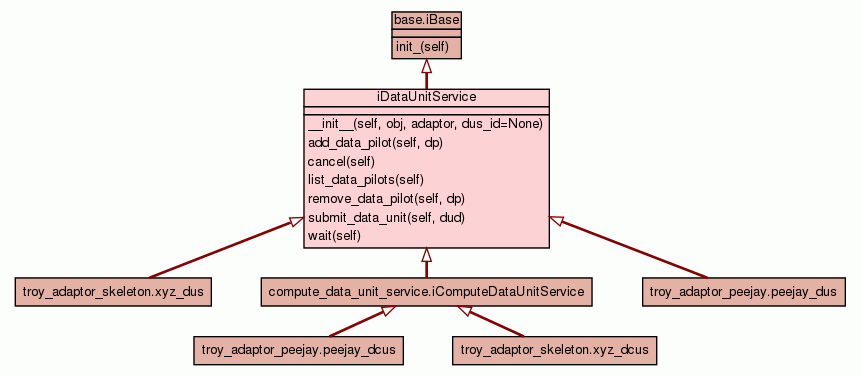 base.iBase
init_(self)
iDataUnitService
__init__(self, obj, adaptor, dus_id=None)
add_data_pilot(self, dp)
cancel(self)
list_data_pilots(self)
remove_data_pilot(self, dp)
submit_data_unit(self, dud)
wait(self)
troy_adaptor_skeleton.xyz_dus
compute_data_unit_service.iComputeDataUnitService
troy_adaptor_peejay.peejay_dus
troy_adaptor_peejay.peejay_dcus
troy_adaptor_skeleton.xyz_dcus